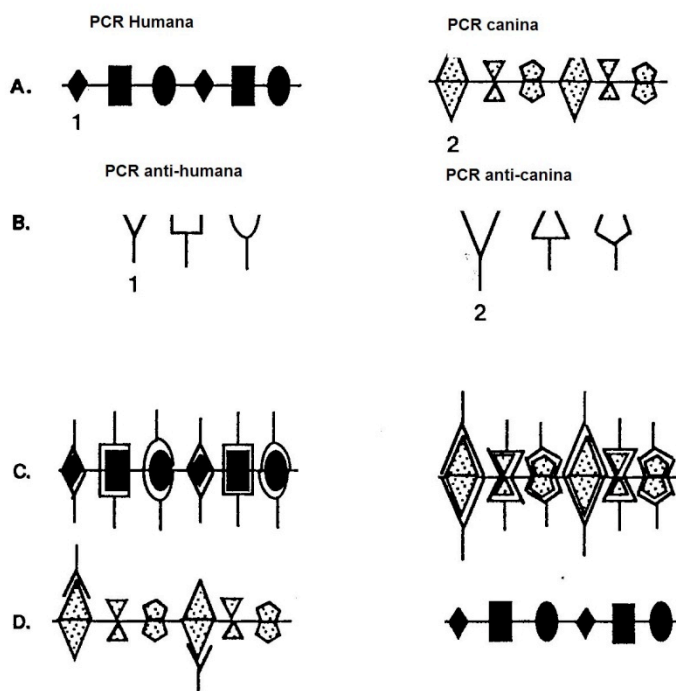 PCR Humana
PCR canina
A.
1
2
PCR anti-humana
PCR anti-canina
B.
1
2
C.
D.